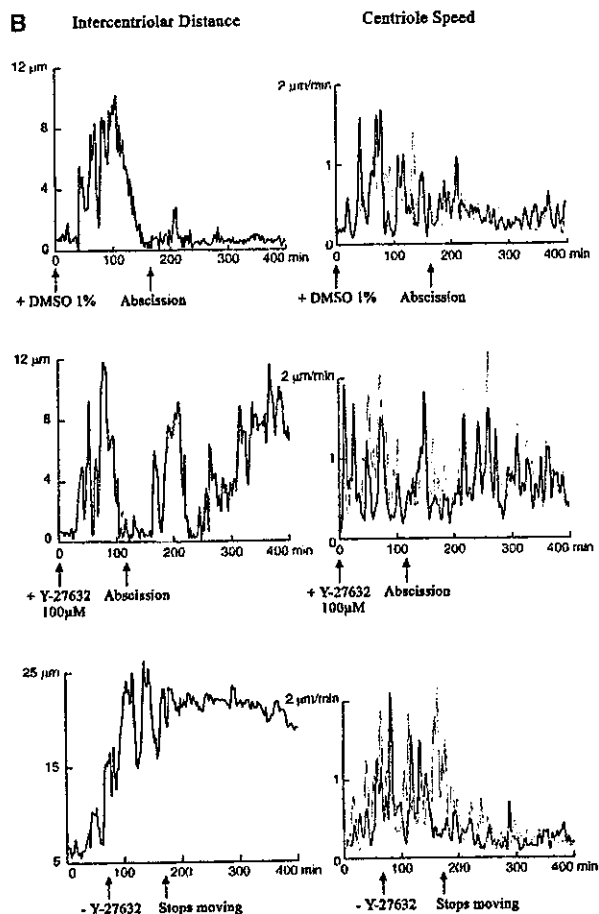 B
Intercentriolar Distance
Centriole Speed
12 µm
8
4
0
0 100 200 300 400 min
+ DMSO 1% Abscission
2 µm/min
1
0 100 200 300 400 min
+ DMSO 1% Abscission
12 µm
8
4
0
0 100 200 300 400 min
+ Y-27632 Abscission
100µM
2 µm/min
1
0 100 200 300 400 min
+ Y-27632 Abscission
100µM
25 µm
15
5
0 100 200 300 400 min
- Y-27632 Stops moving
2 µm/min
1
0 100 200 300 400 min
- Y-27632 Stops moving